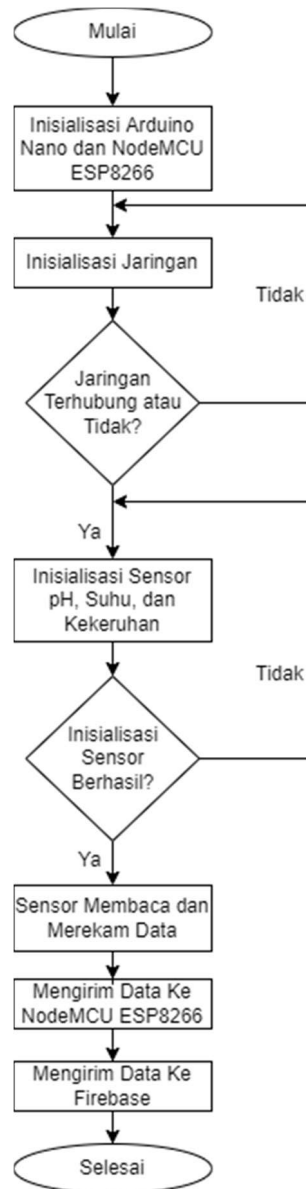 Mulai
Inisialisasi Arduino
Nano dan NodeMCU
ESP8266
Inisialisasi Jaringan
Tidak
Jaringan
Terhubung atau
Tidak?
Ya
Inisialisasi Sensor
pH, Suhu, dan
Kekeruhan
Tidak
Inisialisasi
Sensor
Berhasil?
Ya
Sensor Membaca dan
Merekam Data
Mengirim Data Ke
NodeMCU ESP8266
Mengirim Data Ke
Firebase
Selesai